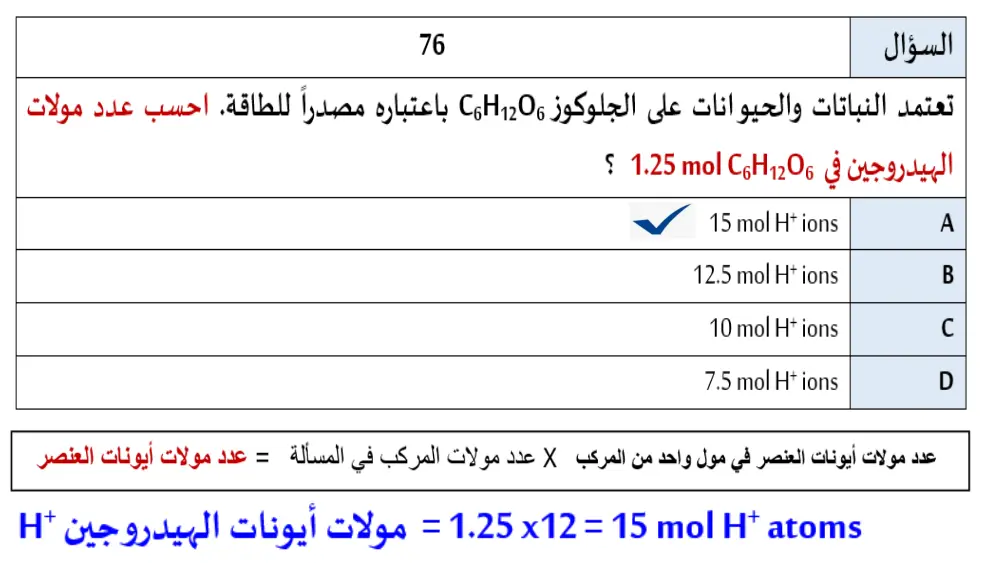 السؤال 76
تعتمد النباتات والحيوانات على الجلوكوز C₆H₁₂O₆ باعتباره مصدراً للطاقة. احسب عدد مولات
الهيدروجين في 1.25 mol C₆H₁₂O₆ ؟
A 15 mol H⁺ ions
B 12.5 mol H⁺ ions
C 10 mol H⁺ ions
D 7.5 mol H⁺ ions
عدد مولات أيونات العنصر في مول واحد من المركب X عدد مولات المركب في المسألة = عدد مولات أيونات العنصر
H⁺ مولات أيونات الهيدروجين = 1.25 x12 = 15 mol H⁺ atoms